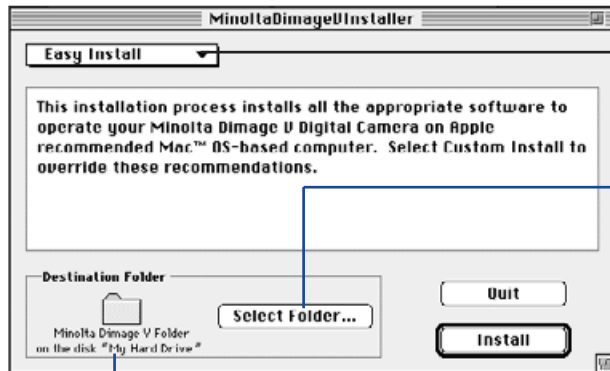 MinoltaDimageVInstaller
Easy Install
This installation process installs all the appropriate software to
operate your Minolta Dimage V Digital Camera on Apple
recommended Mac™ OS-based computer. Select Custom Install to
override these recommendations.
Destination Folder
Select Folder...
Minolta Dimage V Folder
on the disk "My Hard Drive"
Quit
Install